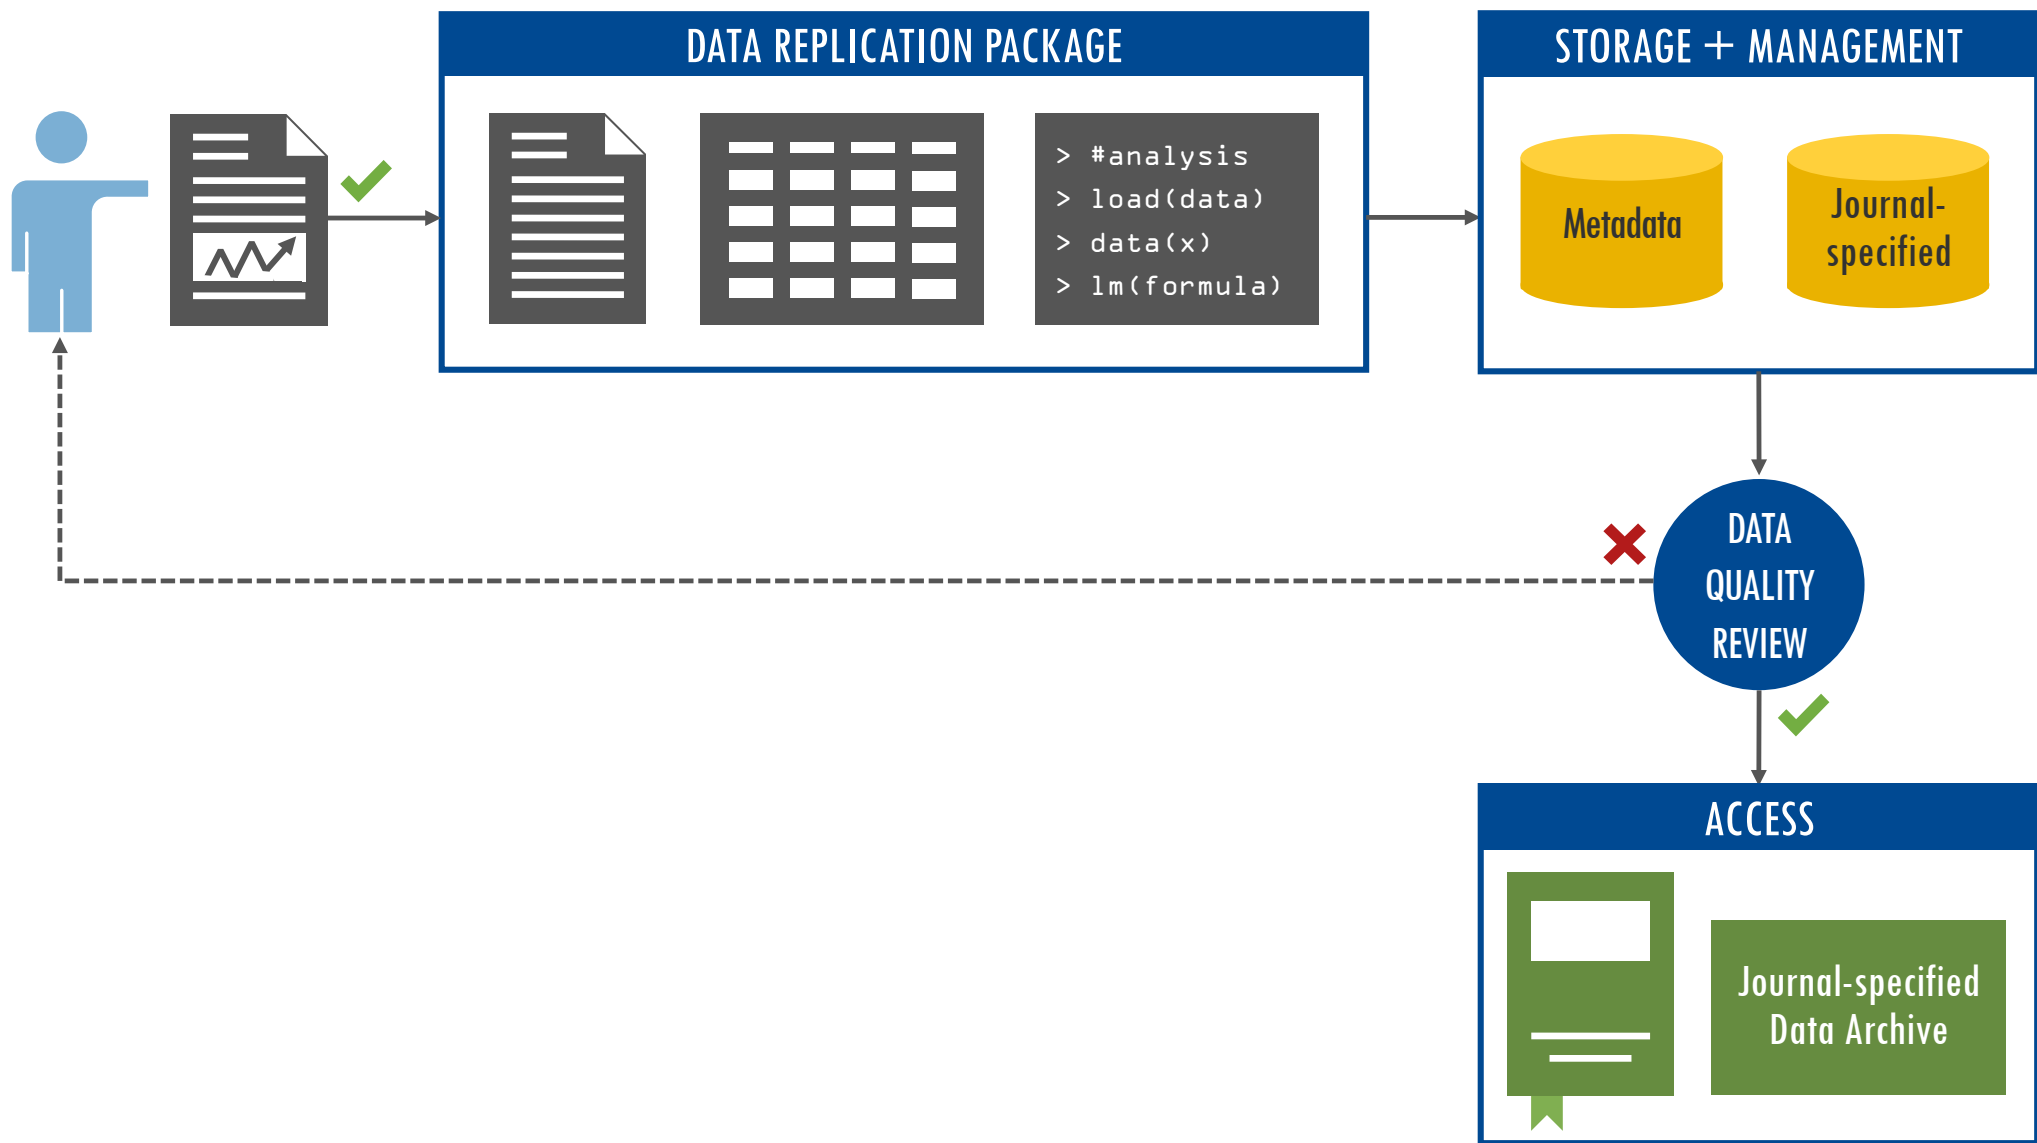 DATA REPLICATION PACKAGE
STORAGE + MANAGEMENT
> #analysis
> load(data)
> data(x)
> lm(formula)
Metadata
Journal-
specified
DATA
QUALITY
REVIEW
ACCESS
Journal-specified
Data Archive